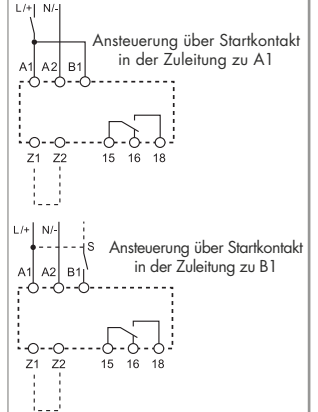 L/+ N/-
Ansteuerung über Startkontakt
in der Zuleitung zu A1
A1 A2 B1
Z1 Z2 15 16 18
L/+ N/-
S
Ansteuerung über Startkontakt
in der Zuleitung zu B1
A1 A2 B1
Z1 Z2 15 16 18